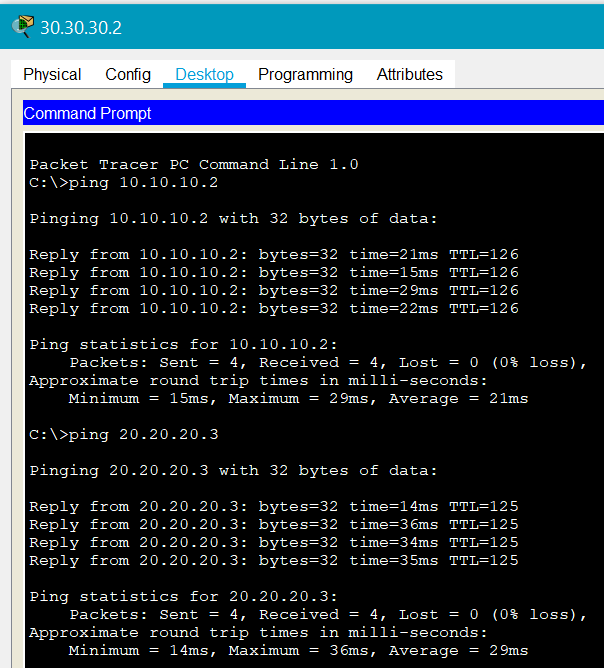 30.30.30.2
Physical Config Desktop Programming Attributes
Command Prompt
Packet Tracer PC Command Line 1.0
C:\>ping 10.10.10.2
Pinging 10.10.10.2 with 32 bytes of data:
Reply from 10.10.10.2: bytes=32 time=21ms TTL=126
Reply from 10.10.10.2: bytes=32 time=15ms TTL=126
Reply from 10.10.10.2: bytes=32 time=29ms TTL=126
Reply from 10.10.10.2: bytes=32 time=22ms TTL=126
Ping statistics for 10.10.10.2:
Packets: Sent = 4, Received = 4, Lost = 0 (0% loss),
Approximate round trip times in milli-seconds:
Minimum = 15ms, Maximum = 29ms, Average = 21ms
C:\>ping 20.20.20.3
Pinging 20.20.20.3 with 32 bytes of data:
Reply from 20.20.20.3: bytes=32 time=14ms TTL=125
Reply from 20.20.20.3: bytes=32 time=36ms TTL=125
Reply from 20.20.20.3: bytes=32 time=34ms TTL=125
Reply from 20.20.20.3: bytes=32 time=35ms TTL=125
Ping statistics for 20.20.20.3:
Packets: Sent = 4, Received = 4, Lost = 0 (0% loss),
Approximate round trip times in milli-seconds:
Minimum = 14ms, Maximum = 36ms, Average = 29ms